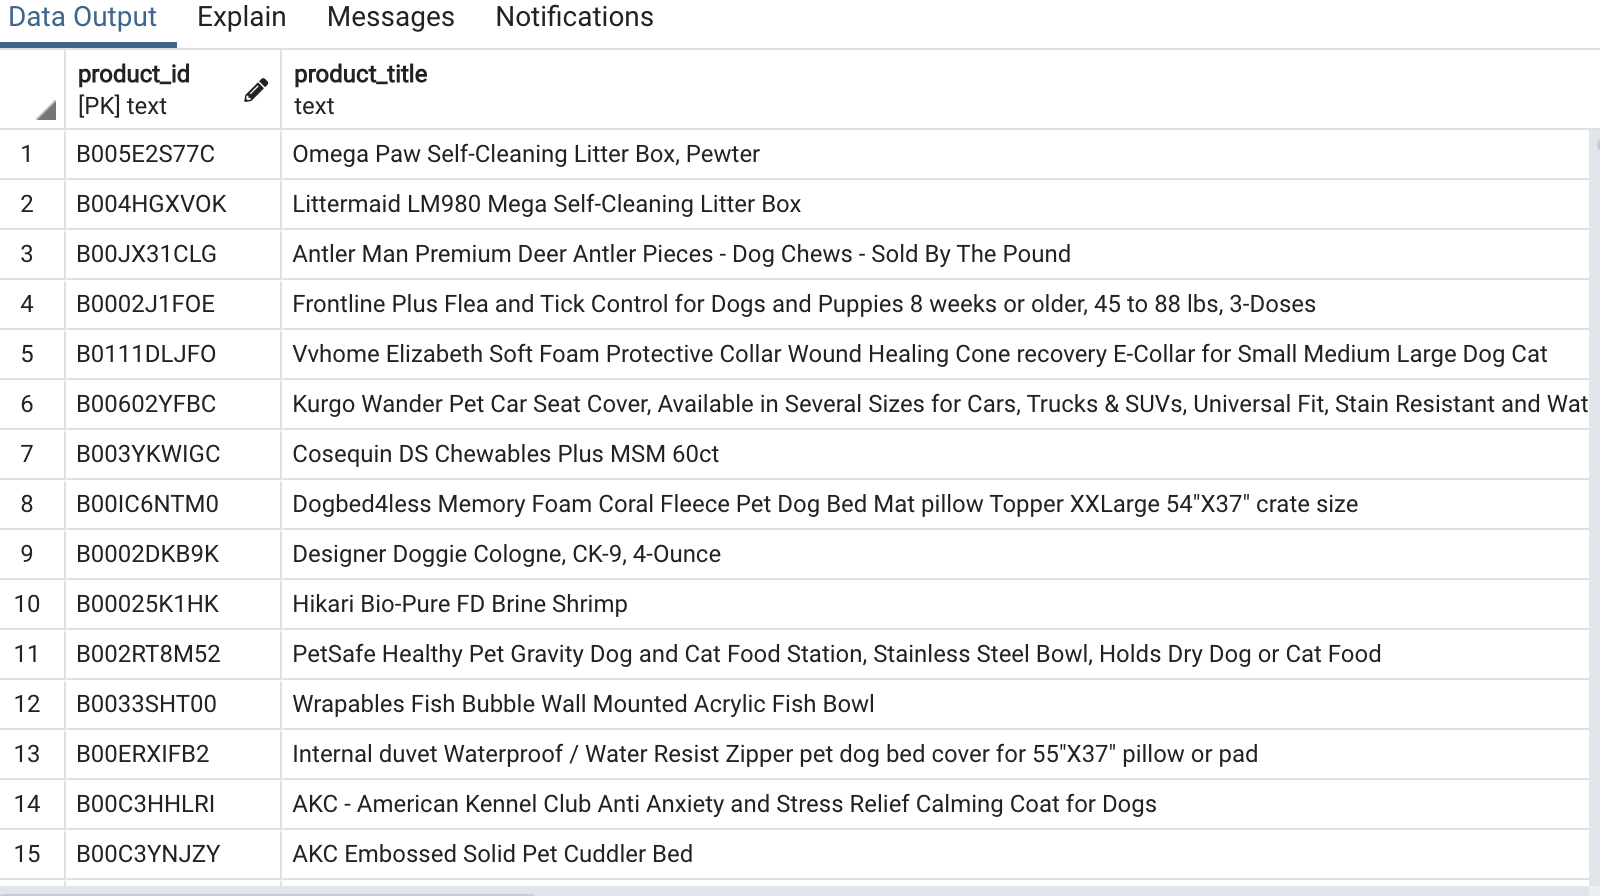 Data Output Explain Messages Notifications
product_id product_title
[PK] text text
1 B005E2S77C Omega Paw Self-Cleaning Litter Box, Pewter
2 B004HGXVOK Littermaid LM980 Mega Self-Cleaning Litter Box
3 B00JX31CLG Antler Man Premium Deer Antler Pieces - Dog Chews - Sold By The Pound
4 B0002J1FOE Frontline Plus Flea and Tick Control for Dogs and Puppies 8 weeks or older, 45 to 88 lbs, 3-Doses
5 B0111DLJFO Vvhome Elizabeth Soft Foam Protective Collar Wound Healing Cone recovery E-Collar for Small Medium Large Dog Cat
6 B00602YFBC Kurgo Wander Pet Car Seat Cover, Available in Several Sizes for Cars, Trucks & SUVs, Universal Fit, Stain Resistant and Wat
7 B003YKWIGC Cosequin DS Chewables Plus MSM 60ct
8 B00IC6NTM0 Dogbed4less Memory Foam Coral Fleece Pet Dog Bed Mat pillow Topper XXLarge 54"X37" crate size
9 B0002DKB9K Designer Doggie Cologne, CK-9, 4-Ounce
10 B00025K1HK Hikari Bio-Pure FD Brine Shrimp
11 B002RT8M52 PetSafe Healthy Pet Gravity Dog and Cat Food Station, Stainless Steel Bowl, Holds Dry Dog or Cat Food
12 B0033SHT00 Wrapables Fish Bubble Wall Mounted Acrylic Fish Bowl
13 B00ERXIFB2 Internal duvet Waterproof / Water Resist Zipper pet dog bed cover for 55"X37" pillow or pad
14 B00C3HHLRI AKC - American Kennel Club Anti Anxiety and Stress Relief Calming Coat for Dogs
15 B00C3YNJZY AKC Embossed Solid Pet Cuddler Bed